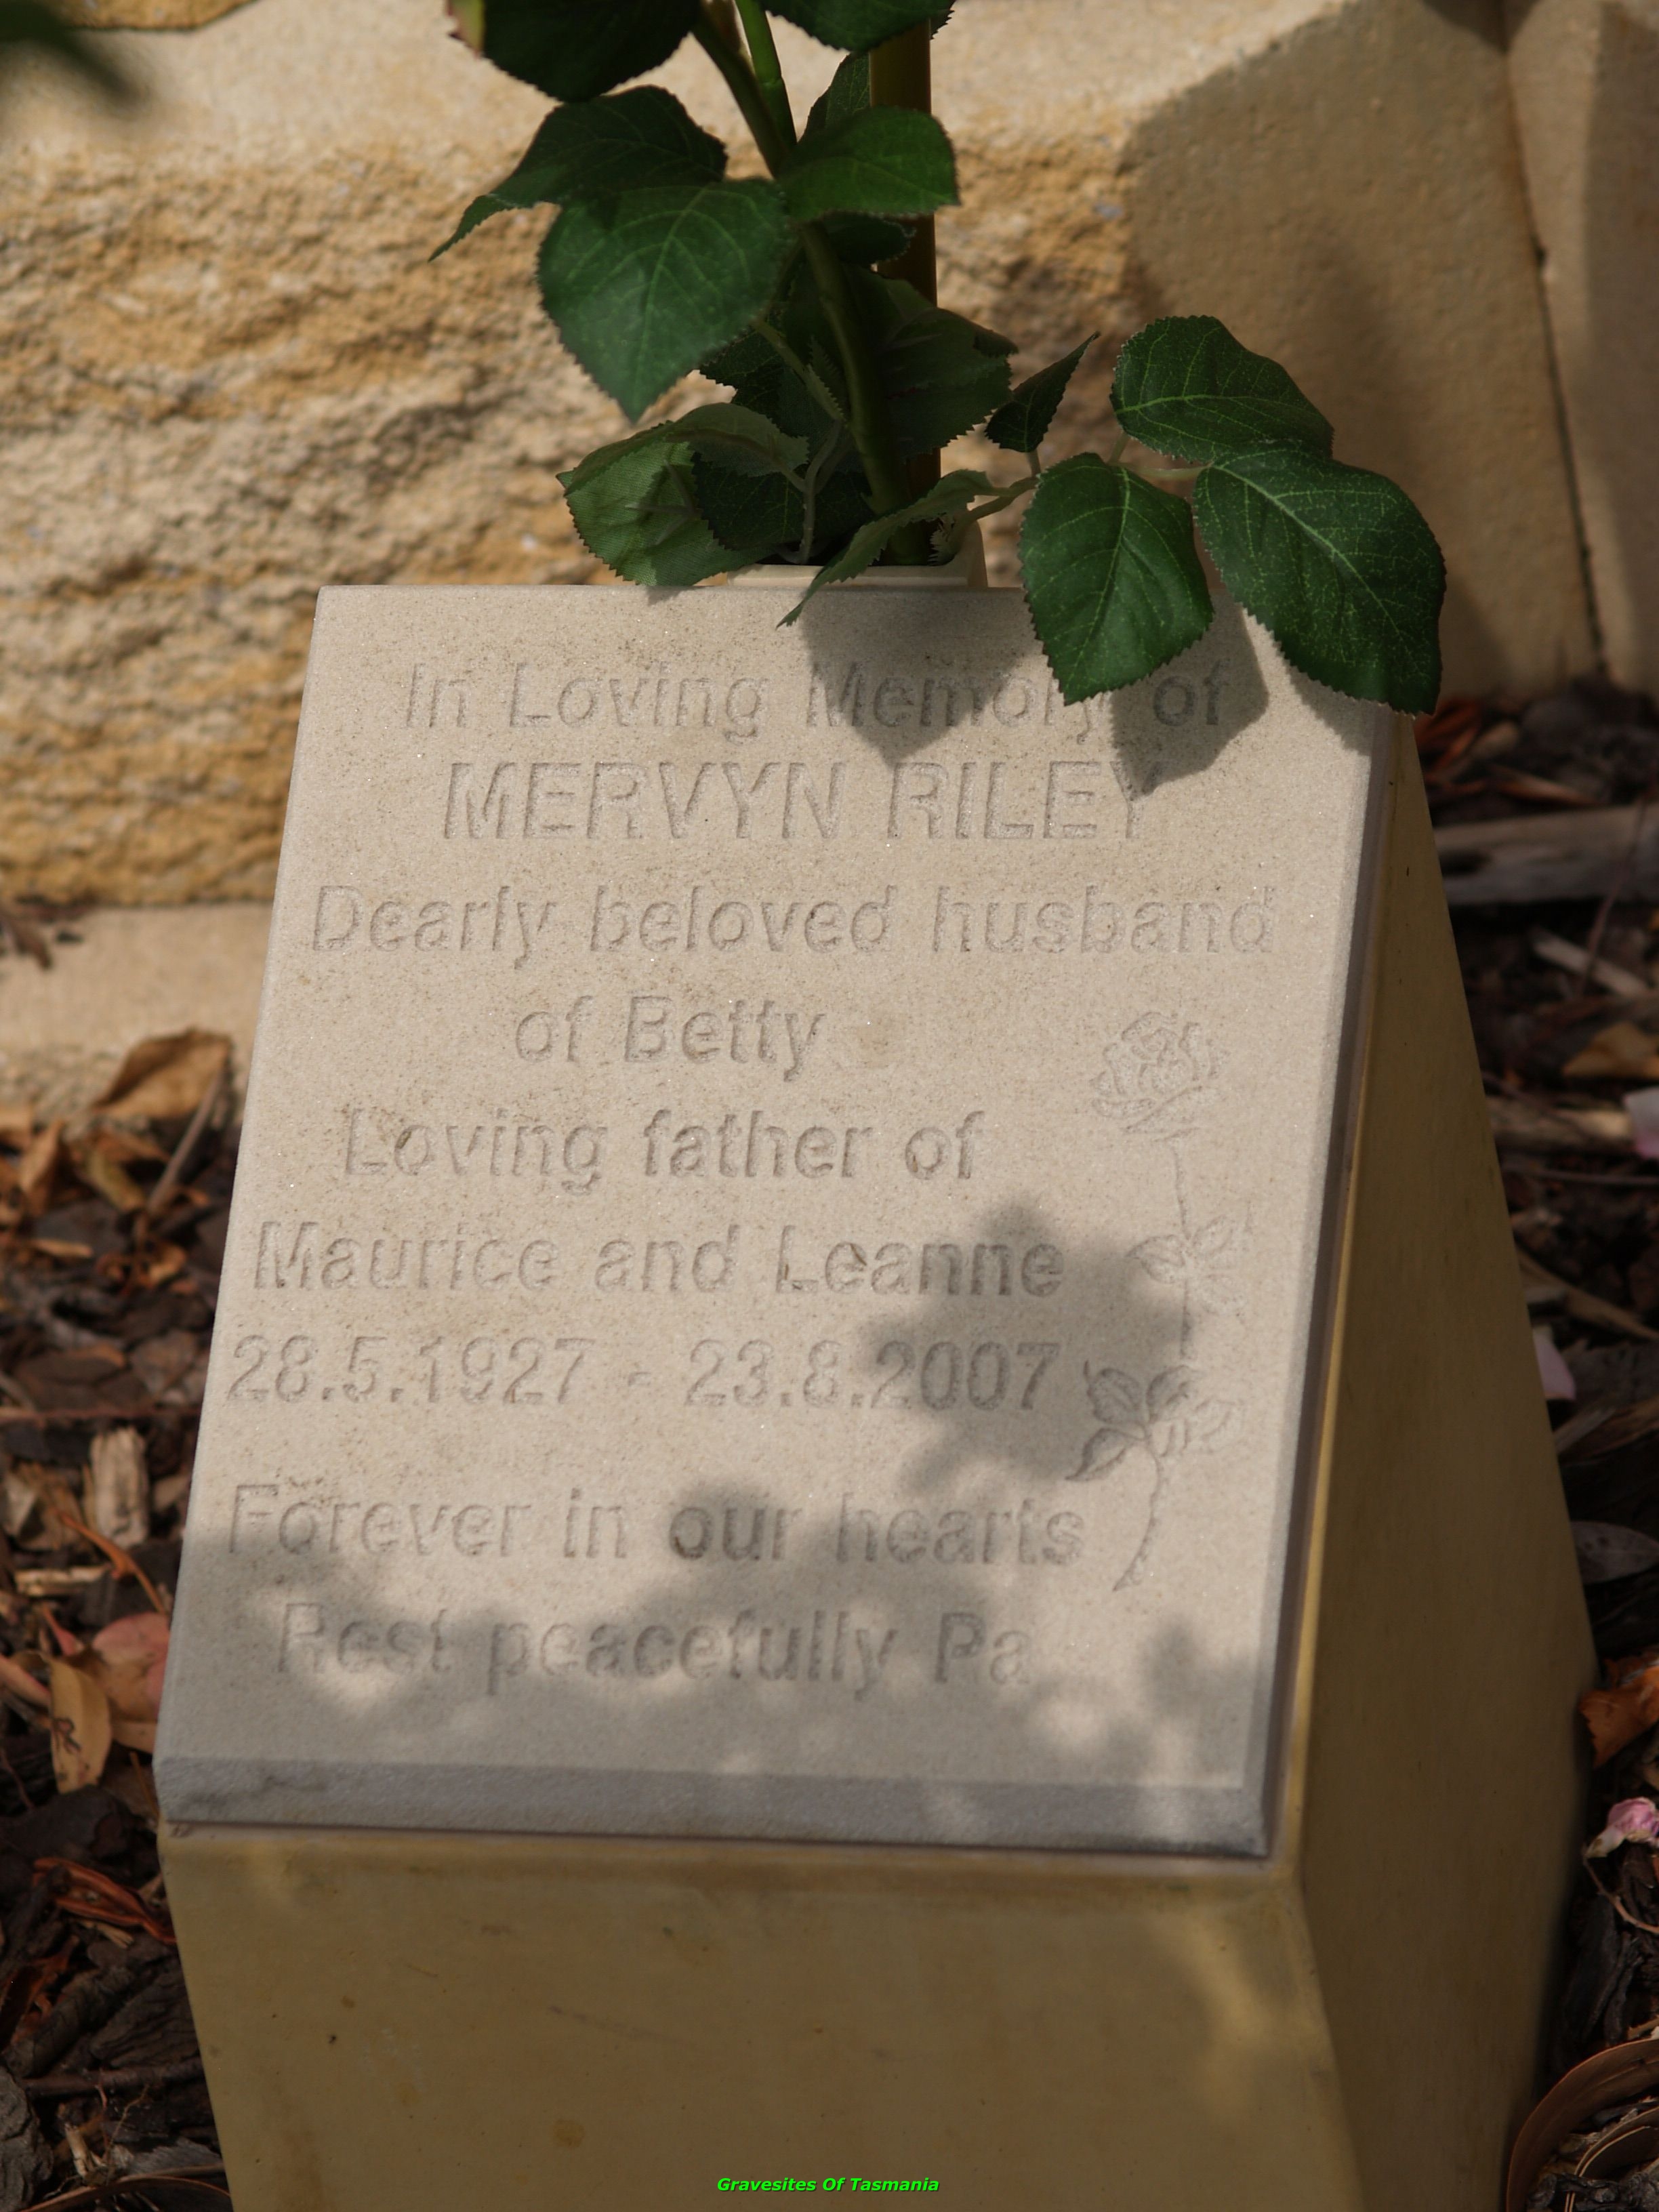 In Loving Memory of
MERVYN RILEY
Dearly beloved husband
of Betty
Loving father of
Maurice and Leanne
28.5.1927 - 23.8.2007
Forever in our hearts
Rest peacefully Pa
Gravesites Of Tasmania